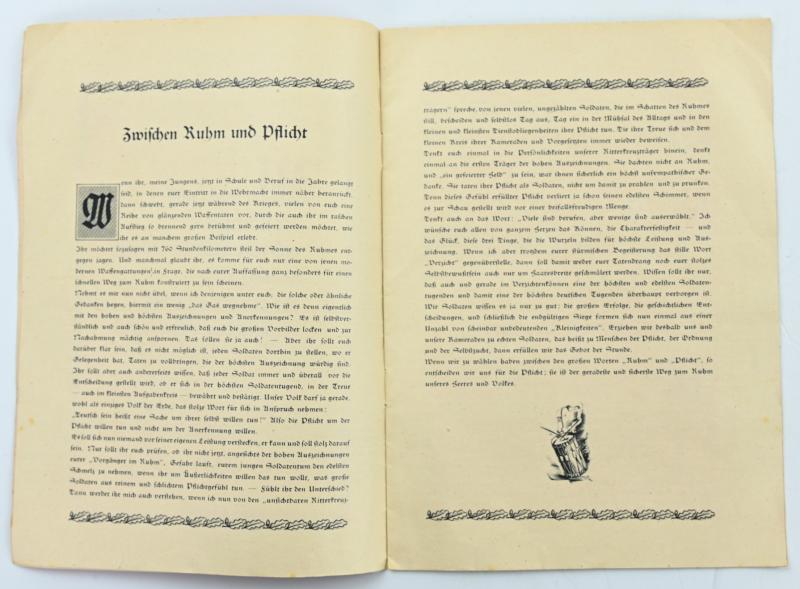 Zwischen Ruhm und Pflicht
Wenn ihr, meine Jungens, jetzt in Schule und Beruf in die Jahre gelangt
seid, in denen euer Eintritt in die Wehrmacht immer näher heranrückt,
dann schwebt, gerade jetzt während des Krieges, vielen von euch eine
Reihe von glänzenden Waffentaten vor, durch die auch ihr im raschen
Aufstieg so brennend gern berühmt und gefeiert werden möchtet, wie
ihr es an manchem großen Beispiel erlebt.
Ihr möchtet sozusagen mit 760 Stundenkilometern steil der Sonne des Ruhmes ent-
gegen jagen. Und manchmal glaubt ihr, es komme für euch nur eine von jenen mo-
dernen Waffengattungen in Frage, die nach eurer Auffassung ganz besonders für einen
schnellen Weg zum Ruhm konstruiert zu sein scheinen.
Nehmt es mir nun nicht übel, wenn ich denjenigen unter euch, die solche oder ähnliche
Gedanken hegen, hiermit ein wenig „das Gas wegnehme“. Wie ist es denn eigentlich
mit den hohen und höchsten Auszeichnungen und Anerkennungen? Es ist selbstver-
ständlich und auch schön und erfreulich, daß euch die großen Vorbilder locken und zur
Nachahmung mächtig anspornen. Das sollen sie ja auch! — Aber ihr sollt euch
darüber klar sein, daß es nicht möglich ist, jeden Soldaten dorthin zu stellen, wo er
Gelegenheit hat, Taten zu vollbringen, die der höchsten Auszeichnung würdig sind.
Ihr sollt aber auch andererseits wissen, daß jeder Soldat immer und überall vor die
Entscheidung gestellt wird, ob er sich in der höchsten Soldatentugend, in der Treue
— auch im kleinsten Aufgabenkreis — bewährt und bestätigt. Unser Volk darf ja gerade,
wohl als einziges Volk der Erde, das stolze Wort für sich in Anspruch nehmen:
„Deutsch sein heißt eine Sache um ihrer selbst willen tun!“ Also die Pflicht um der
Pflicht willen tun und nicht um der Anerkennung willen.
Es soll sich nun niemand vor seiner eigenen Leistung verstecken, er kann und soll stolz darauf
sein. Nur sollt ihr euch prüfen, ob ihr nicht jetzt, angesichts der hohen Auszeichnungen
eurer „Vorgänger im Ruhm“, Gefahr lauft, eurem jungen Soldatentum den edelsten
Schmelz zu nehmen, wenn ihr um Äußerlichkeiten willen das tun wollt, was große
Soldaten aus reinem und schlichtem Pflichtgefühl tun. — Fühlt ihr den Unterschied?
Dann werdet ihr mich auch verstehen, wenn ich nun von den „unsichtbaren Ritterkreuz-
trägern“ spreche, von jenen vielen, ungezählten Soldaten, die im Schatten des Ruhmes
still, bescheiden und selbstlos Tag aus, Tag ein in der Mühsal des Alltags und in den
kleinen und kleinsten Dienstobliegenheiten ihre Pflicht tun. Die ihre Treue sich und dem
kleinen Kreis ihrer Kameraden und Vorgesetzten immer wieder beweisen.
Denkt euch einmal in die Persönlichkeiten unserer Ritterkreuzträger hinein, denkt
einmal an die ersten Träger der hohen Auszeichnungen. Sie dachten nicht an Ruhm,
und „ein gefeierter Held“ zu sein, war ihnen sicherlich ein höchst unsympathischer Ge-
danke. Sie taten ihre Pflicht als Soldaten, nicht um damit zu prahlen und zu prunken.
Denn dieses Gefühl erfüllter Pflicht verliert ja schon seinen edelsten Schimmer, wenn
es zur Schau gestellt wird vor einer beifallsfreudigen Menge.
Denkt auch an das Wort: „Viele sind berufen, aber wenige sind auserwählt.“ Ich
wünsche euch allen von ganzem Herzen das Können, die Charakterfestigkeit — und
das Glück, diese drei Dinge, die die Wurzeln bilden für höchste Leistung und Aus-
zeichnung. Wenn ich aber trotzdem eurer stürmischen Begeisterung das stille Wort
„Verzicht“ gegenüberstelle, dann soll damit weder euer Tatendrang noch euer stolzes
Selbstbewußtsein auch nur um Haaresbreite geschmälert werden. Wissen sollt ihr nur,
daß auch und gerade im Verzichtenkönnen eine der höchsten und edelsten Soldaten-
tugenden und damit eine der höchsten deutschen Tugenden überhaupt verborgen ist.
Wir Soldaten wissen es ja nur zu gut: die großen Erfolge, die geschichtlichen Ent-
scheidungen, und schließlich die endgültigen Siege formen sich nun einmal aus einer
Unzahl von scheinbar unbedeutenden „Kleinigkeiten“. Erziehen wir deshalb uns und
unsere Kameraden zu echten Soldaten, das heißt zu Menschen der Pflicht, der Ordnung
und der Selbstzucht, dann erfüllen wir das Gebot der Stunde.
Wenn wir zu wählen haben zwischen den großen Worten „Ruhm“ und „Pflicht“, so
entscheiden wir uns für die Pflicht; sie ist der geradeste und sicherste Weg zum Ruhm
unseres Heeres und Volkes.